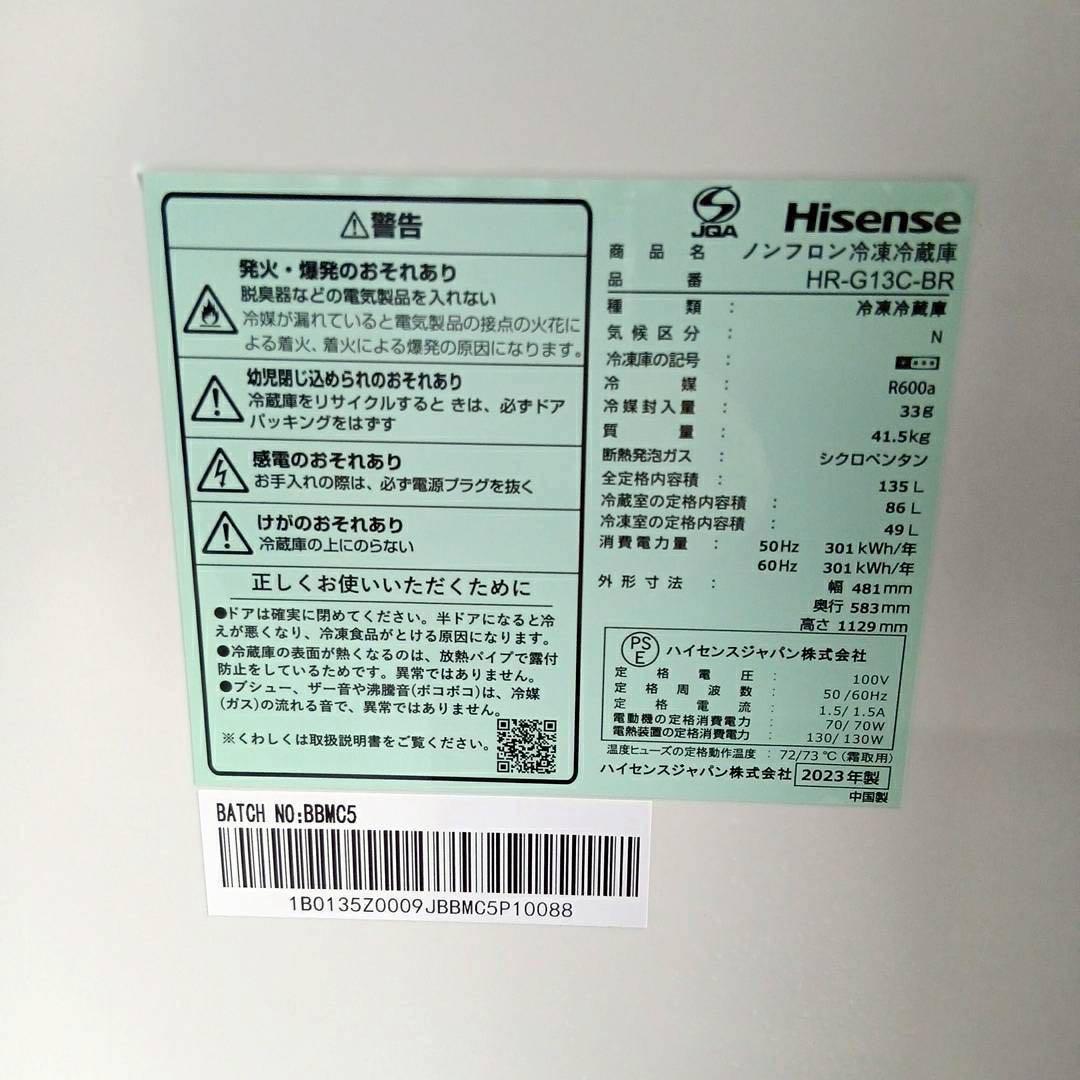 ⚠警告
発火・爆発のおそれあり
脱臭器などの電気製品を入れない
冷媒が漏れていると電気製品の接点の火花に
よる着火、着火による爆発の原因になります。
幼児閉じ込められのおそれあり
冷蔵庫をリサイクルすると きは、必ずドア
パッキングをはずす
感電のおそれあり
お手入れの際は、必ず電源プラグを抜く
けがのおそれあり
冷蔵庫の上にのらない
正しくお使いいただくために
●ドアは確実に閉めてください。半ドアになると冷
えが悪くなり、冷凍食品がとける原因になります。
●冷蔵庫の表面が熱くなるのは、放熱パイプで露付
防止をしているためです。異常ではありません。
●プシュー、ザー音や沸騰音(ポコポコ)は、冷媒
(ガス)の流れる音で、異常ではありません。
※くわしくは取扱説明書をご覧ください。
JQA Hisense
商品名 ノンフロン冷凍冷蔵庫
品番 HR-G13C-BR
種類 : 冷凍冷蔵庫
気候区分 : N
冷凍庫の記号 :
冷媒 : R600a
冷媒封入量 : 33g
質量 : 41.5kg
断熱発泡ガス : シクロペンタン
全定格内容積 : 135 L
冷蔵室の定格内容積 : 86 L
冷凍室の定格内容積 : 49 L
消費電力量 : 50Hz 301 kWh/年
60Hz 301 kWh/年
外形寸法 : 幅 481mm
奥行 583mm
高さ 1129mm
PSE ハイセンスジャパン株式会社
定格電圧 : 100V
定格周波数 : 50/60Hz
定格電流 : 1.5/1.5A
電動機の定格消費電力 : 70/70W
電熱装置の定格消費電力 : 130/130W
温度ヒューズの定格動作温度 : 72/73℃(霜取用)
ハイセンスジャパン株式会社 2023年製
中国製
BATCH NO:BBMC5
1B0135Z0009JBBMC5P10088